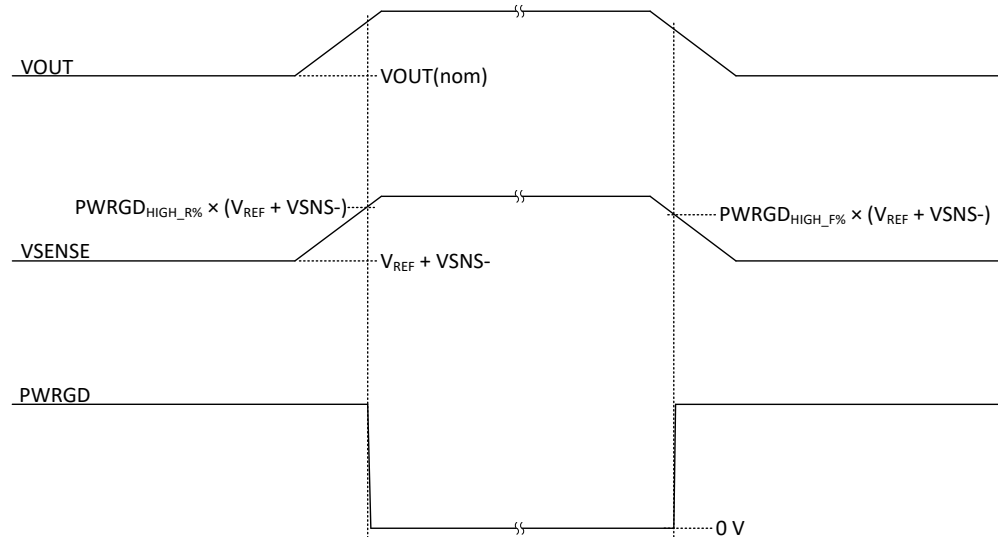 VOUT
VOUT(nom)
PWRGD_HIGH_R% × (V_REF + VSNS-)
PWRGD_HIGH_F% × (V_REF + VSNS-)
VSENSE
V_REF + VSNS-
PWRGD
0 V